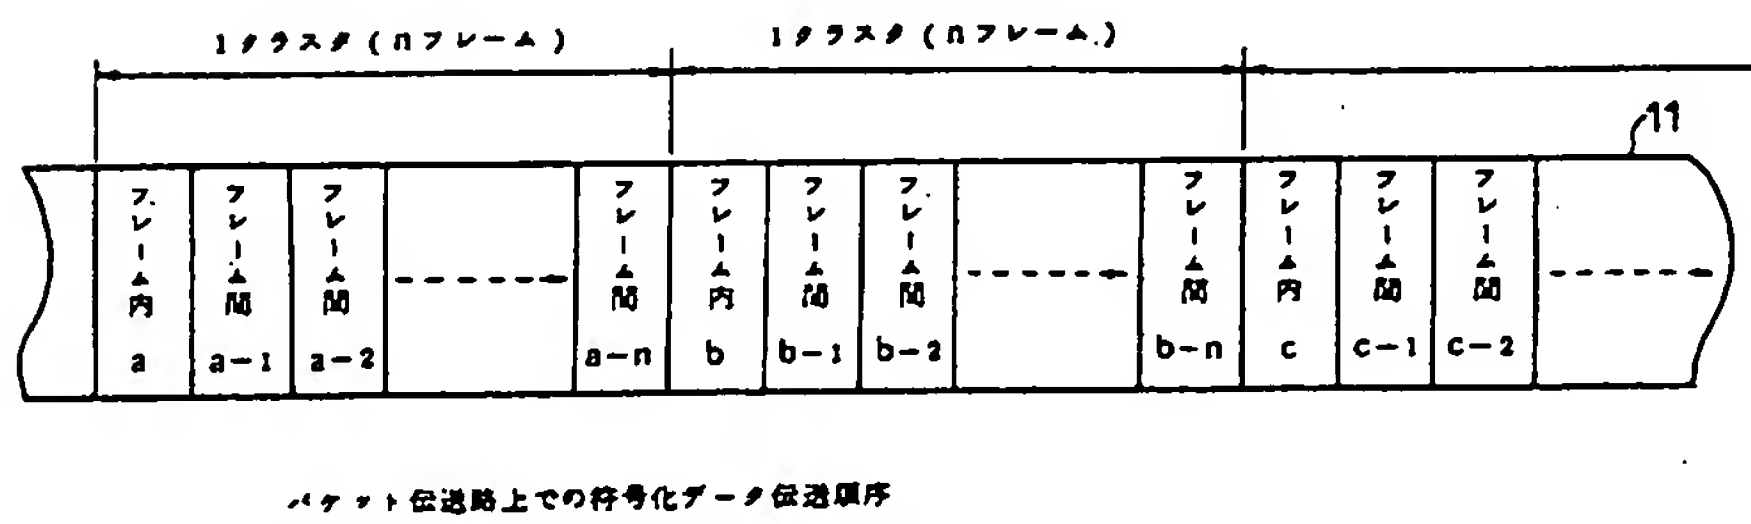 1クラスタ(nフレーム)
1クラスタ(nフレーム)
11
フレーム内
a
フレーム間
a-1
フレーム間
a-2
フレーム間
a-n
フレーム内
b
フレーム間
b-1
フレーム間
b-2
フレーム間
b-n
フレーム内
c
フレーム間
c-1
フレーム間
c-2
パケット伝送路上での符号化データ伝送順序